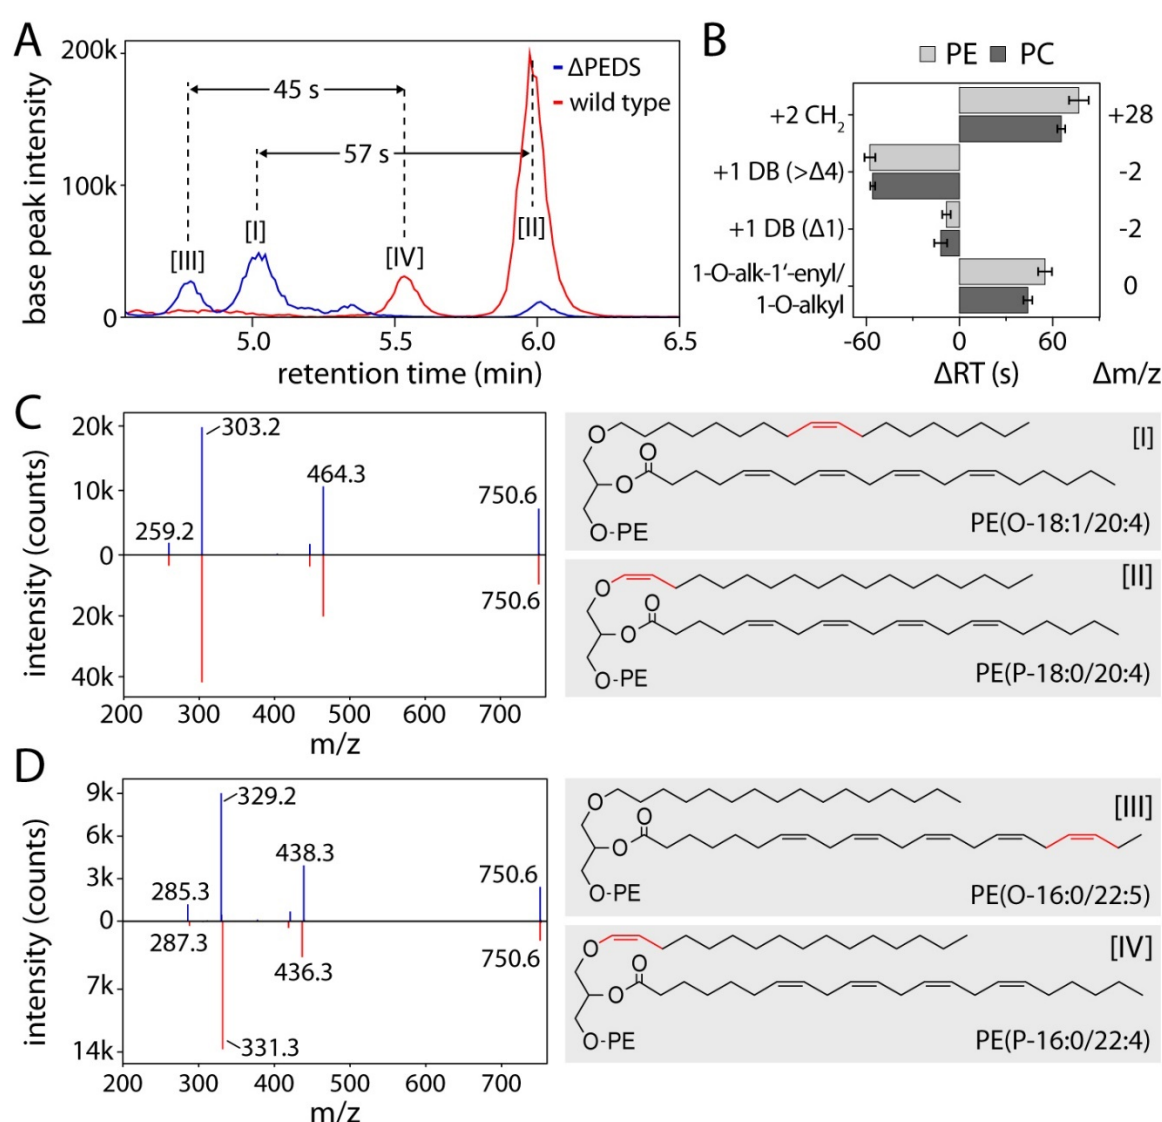 A
200k
100k
0
base peak intensity
45 s
57 s
ΔPEDS
wild type
[III]
[I]
[IV]
[II]
5.0
5.5
6.0
6.5
retention time (min)
B
PE
PC
+2 CH2
+28
+1 DB (>Δ4)
-2
+1 DB (Δ1)
-2
1-O-alk-1‘-enyl/
1-O-alkyl
0
-60
0
60
ΔRT (s)
Δm/z
C
20k
10k
0
20k
40k
intensity (counts)
303.2
464.3
750.6
259.2
750.6
200
300
400
500
600
700
m/z
[I]
O
O
O
O-PE
PE(O-18:1/20:4)
[II]
O
O
O
O-PE
PE(P-18:0/20:4)
D
9k
6k
3k
0
7k
14k
intensity (counts)
329.2
438.3
750.6
285.3
287.3
436.3
750.6
331.3
200
300
400
500
600
700
m/z
[III]
O
O
O
O-PE
PE(O-16:0/22:5)
[IV]
O
O
O
O-PE
PE(P-16:0/22:4)